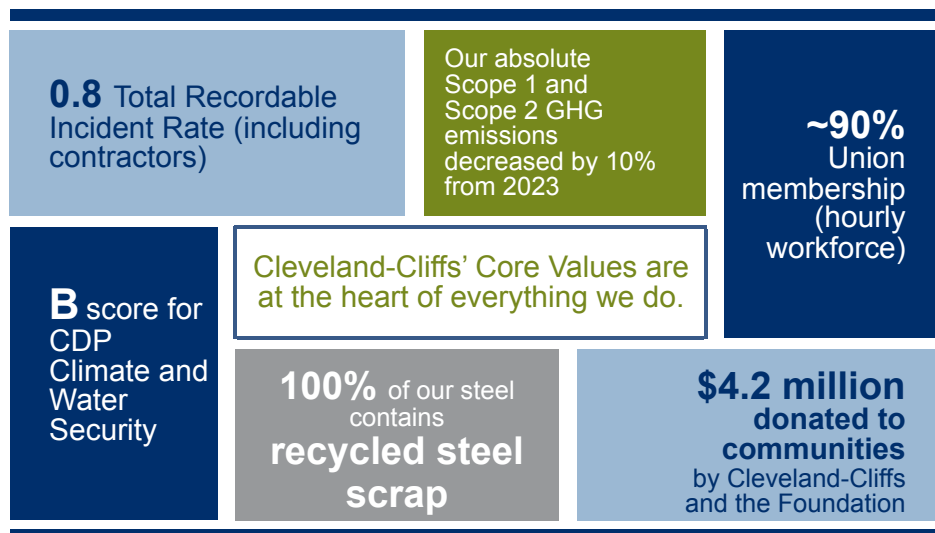 0.8 Total Recordable
Incident Rate (including
contractors)
Our absolute
Scope 1 and
Scope 2 GHG
emissions
decreased by 10%
from 2023
~90%
Union
membership
(hourly
workforce)
B score for
CDP
Climate and
Water
Security
Cleveland-Cliffs’ Core Values are
at the heart of everything we do.
100% of our steel
contains
recycled steel
scrap
$4.2 million
donated to
communities
by Cleveland-Cliffs
and the Foundation